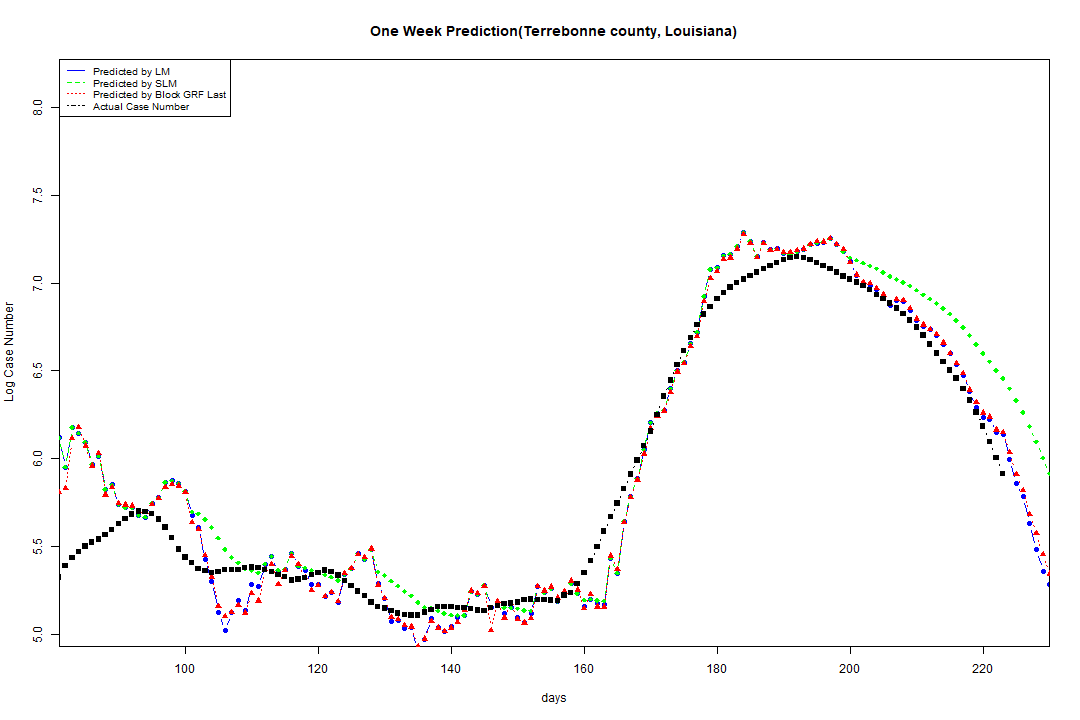 One Week Prediction(Terrebonne county, Louisiana)
Predicted by LM
Predicted by SLM
Predicted by Block GRF Last
Actual Case Number
Log Case Number
8.0
7.5
7.0
6.5
6.0
5.5
5.0
100 120 140 160 180 200 220
days